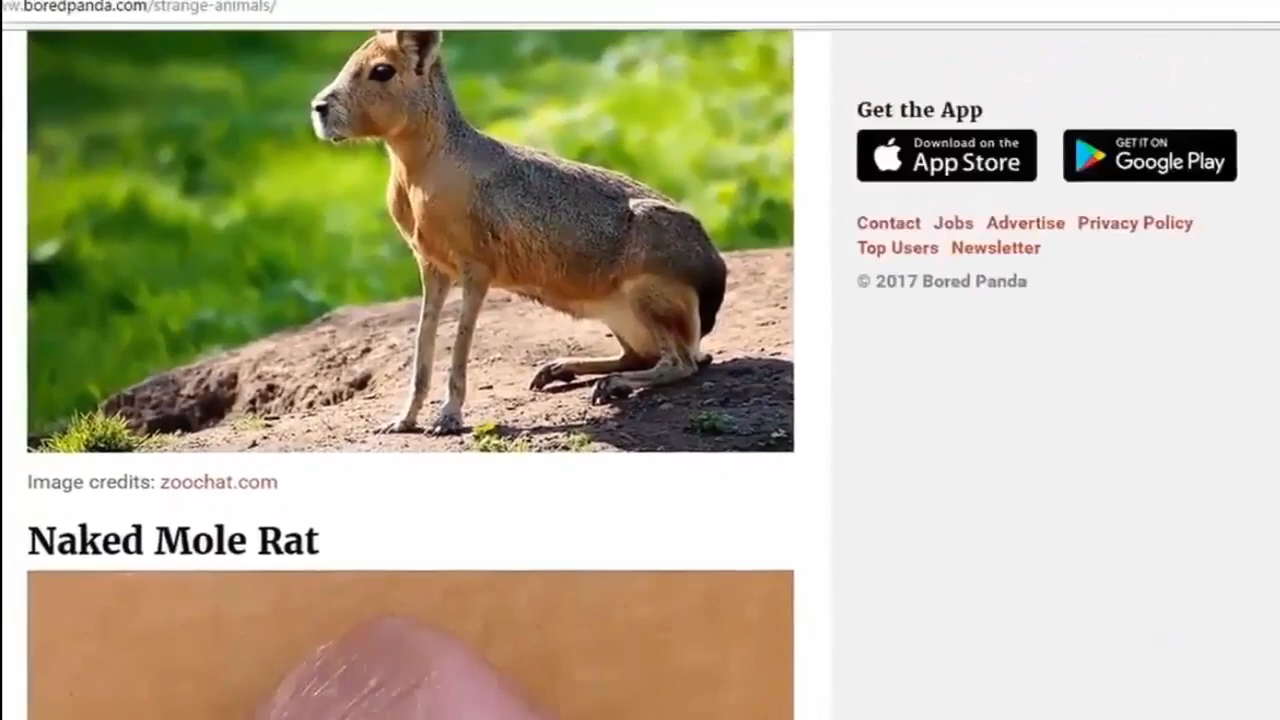 w.boredpanda.com/strange-animals/
Get the App
Download on the
App Store
GET IT ON
Google Play
Contact Jobs Advertise Privacy Policy
Top Users Newsletter
© 2017 Bored Panda
Image credits: zoochat.com
Naked Mole Rat